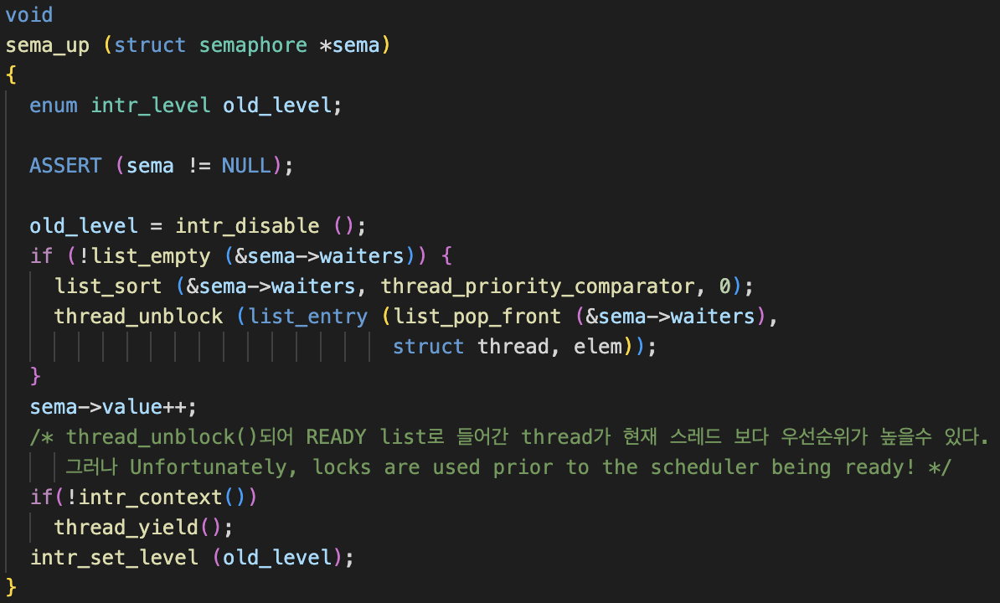 void
sema_up (struct semaphore *sema)
{
  enum intr_level old_level;

  ASSERT (sema != NULL);

  old_level = intr_disable ();
  if (!list_empty (&sema->waiters)) {
    list_sort (&sema->waiters, thread_priority_comparator, 0);
    thread_unblock (list_entry (list_pop_front (&sema->waiters),
                                struct thread, elem));
  }
  sema->value++;
  /* thread_unblock()되어 READY list로 들어간 thread가 현재 스레드 보다 우선순위가 높을수 있다.
     그러나 Unfortunately, locks are used prior to the scheduler being ready! */
  if(!intr_context())
    thread_yield();
  intr_set_level (old_level);
}